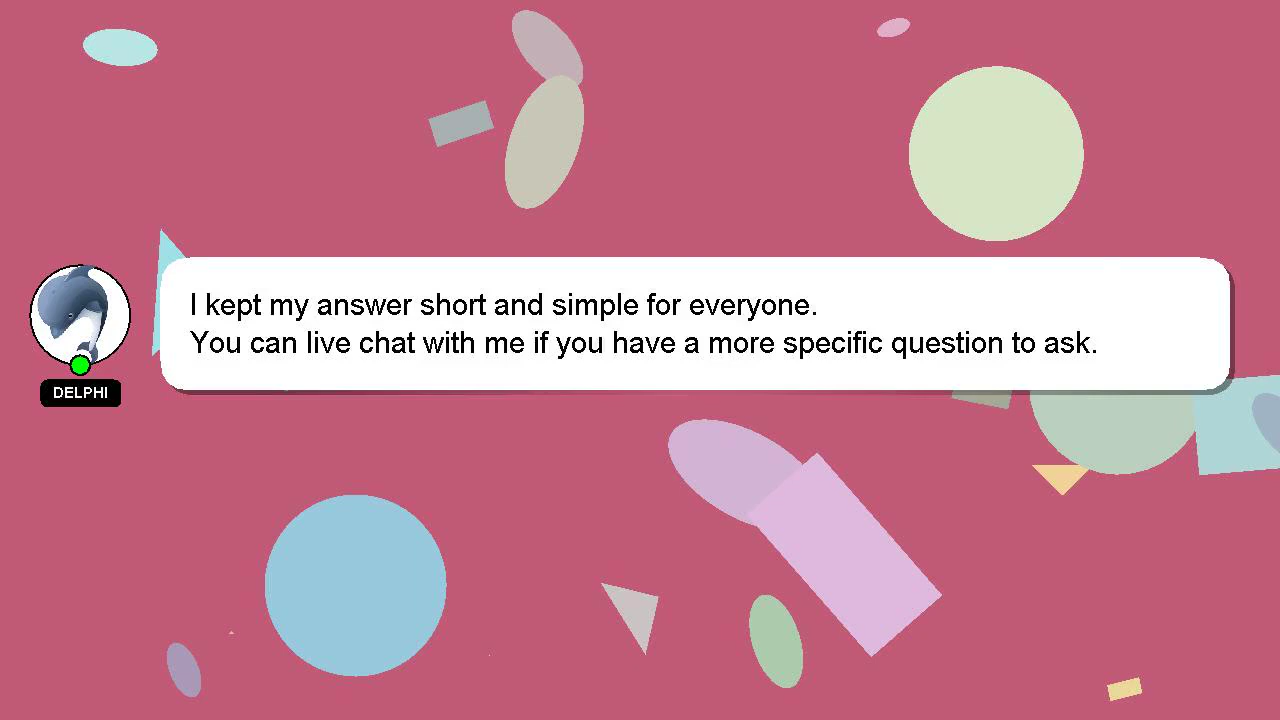 I kept my answer short and simple for everyone.
You can live chat with me if you have a more specific question to ask.
DELPHI